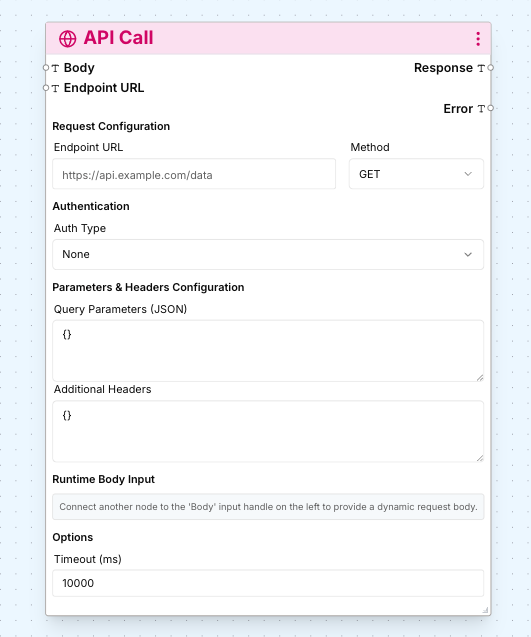 API Call
T Body
Response T
T Endpoint URL
Error T
Request Configuration
Endpoint URL
Method
https://api.example.com/data
GET
Authentication
Auth Type
None
Parameters & Headers Configuration
Query Parameters (JSON)
{}
Additional Headers
{}
Runtime Body Input
Connect another node to the 'Body' input handle on the left to provide a dynamic request body.
Options
Timeout (ms)
10000